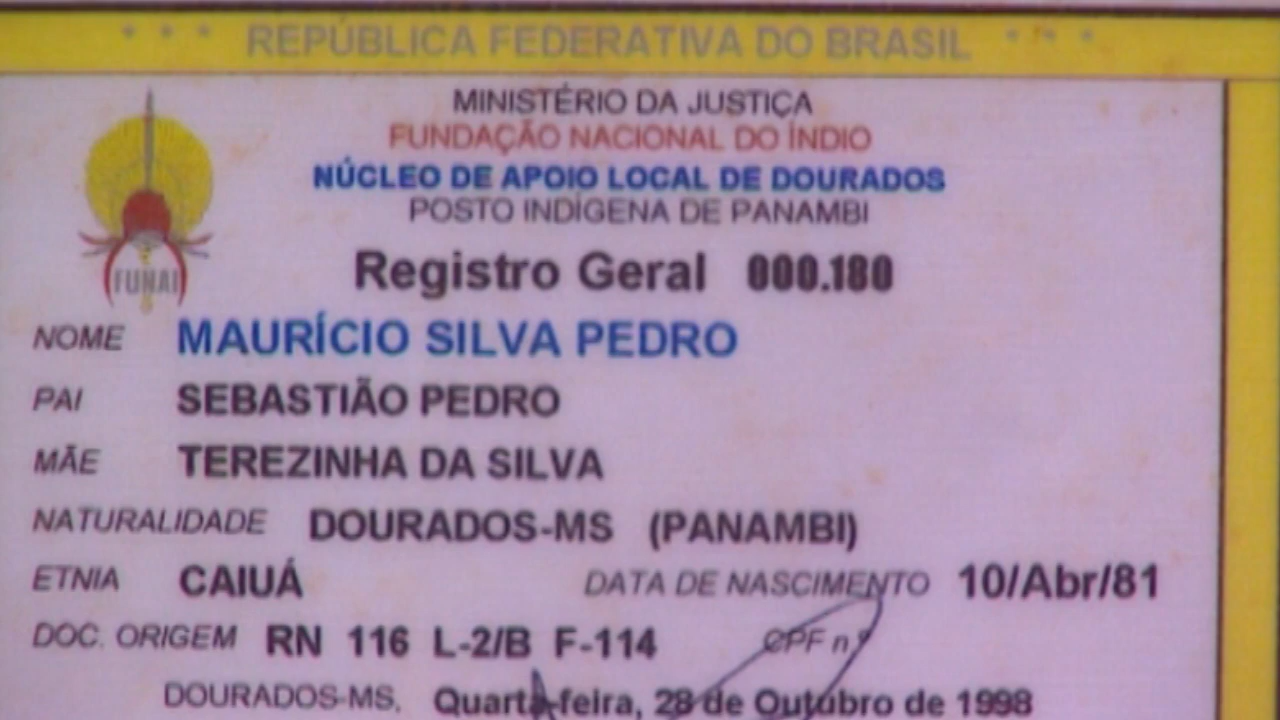 * * * REPÚBLICA FEDERATIVA DO BRASIL * * *
MINISTÉRIO DA JUSTIÇA
FUNDAÇÃO NACIONAL DO ÍNDIO
NÚCLEO DE APOIO LOCAL DE DOURADOS
POSTO INDÍGENA DE PANAMBI
FUNAI
Registro Geral 000.180
NOME MAURÍCIO SILVA PEDRO
PAI SEBASTIÃO PEDRO
MÃE TEREZINHA DA SILVA
NATURALIDADE DOURADOS-MS (PANAMBI)
ETNIA CAIUÁ DATA DE NASCIMENTO 10/Abr/81
DOC. ORIGEM RN 116 L-2/B F-114 CPF nº
DOURADOS-MS, Quarta-feira, 28 de Outubro de 1998